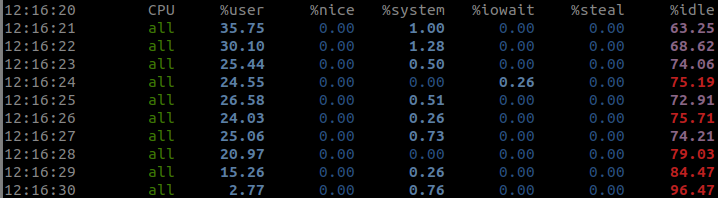 12:16:20 CPU %user %nice %system %iowait %steal %idle
12:16:21 all 35.75 0.00 1.00 0.00 0.00 63.25
12:16:22 all 30.10 0.00 1.28 0.00 0.00 68.62
12:16:23 all 25.44 0.00 0.50 0.00 0.00 74.06
12:16:24 all 24.55 0.00 0.00 0.26 0.00 75.19
12:16:25 all 26.58 0.00 0.51 0.00 0.00 72.91
12:16:26 all 24.03 0.00 0.26 0.00 0.00 75.71
12:16:27 all 25.06 0.00 0.73 0.00 0.00 74.21
12:16:28 all 20.97 0.00 0.00 0.00 0.00 79.03
12:16:29 all 15.26 0.00 0.26 0.00 0.00 84.47
12:16:30 all 2.77 0.00 0.76 0.00 0.00 96.47